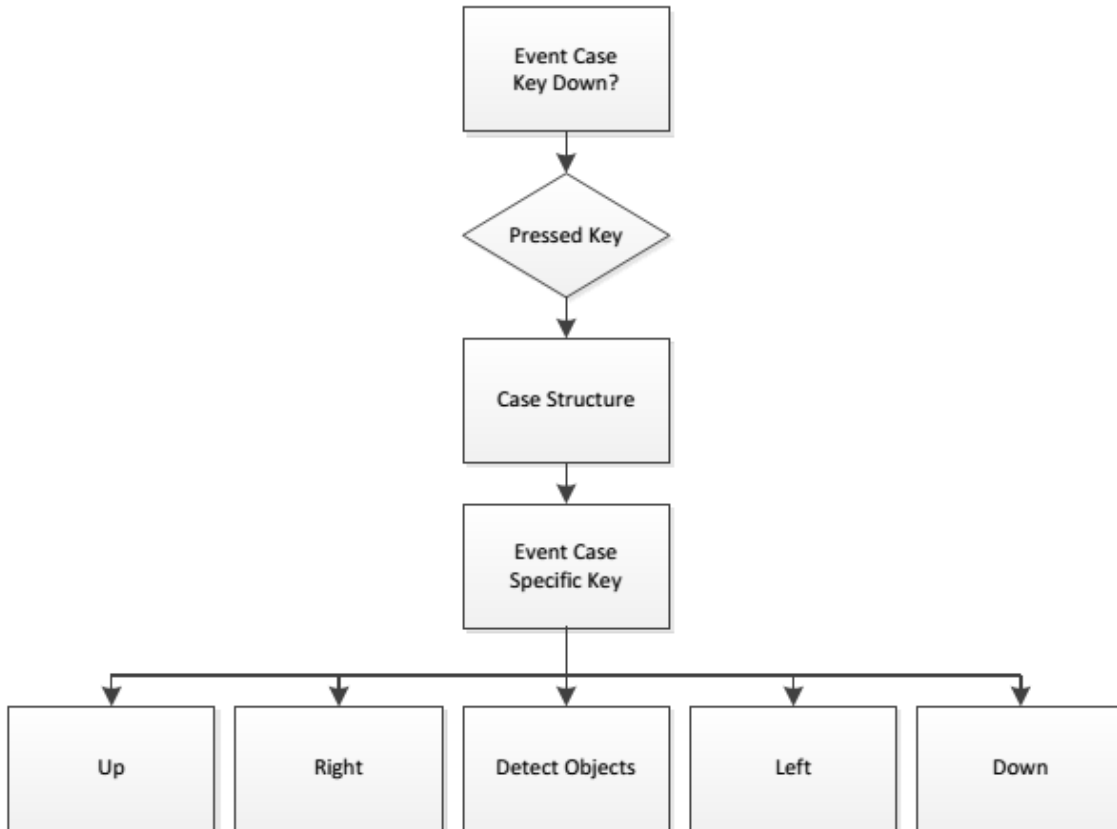 Event Case
Key Down?
Pressed Key
Case Structure
Event Case
Specific Key
Up
Right
Detect Objects
Left
Down